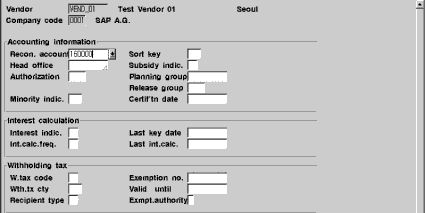 Vendor VEND_01 Test Vendor 01 Seoul
Company code 0001 SAP A.G.
Accounting information
Recon. account 160000 Sort key
Head office Subsidy indic.
Authorization Planning group
Release group
Minority indic. Certif'tn date
Interest calculation
Interest indic. Last key date
Int.calc.freq. Last int.calc.
Withholding tax
W.tax code Exemption no.
Wth.tx cty Valid until
Recipient type Exmpt.authority